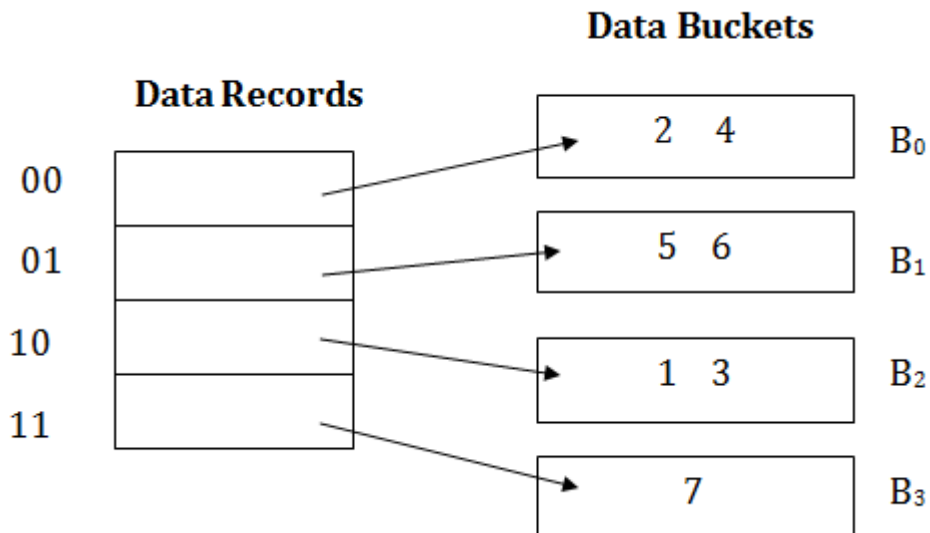 Data Buckets
Data Records
00
01
10
11
2 4 B₀
5 6 B₁
1 3 B₂
7 B₃